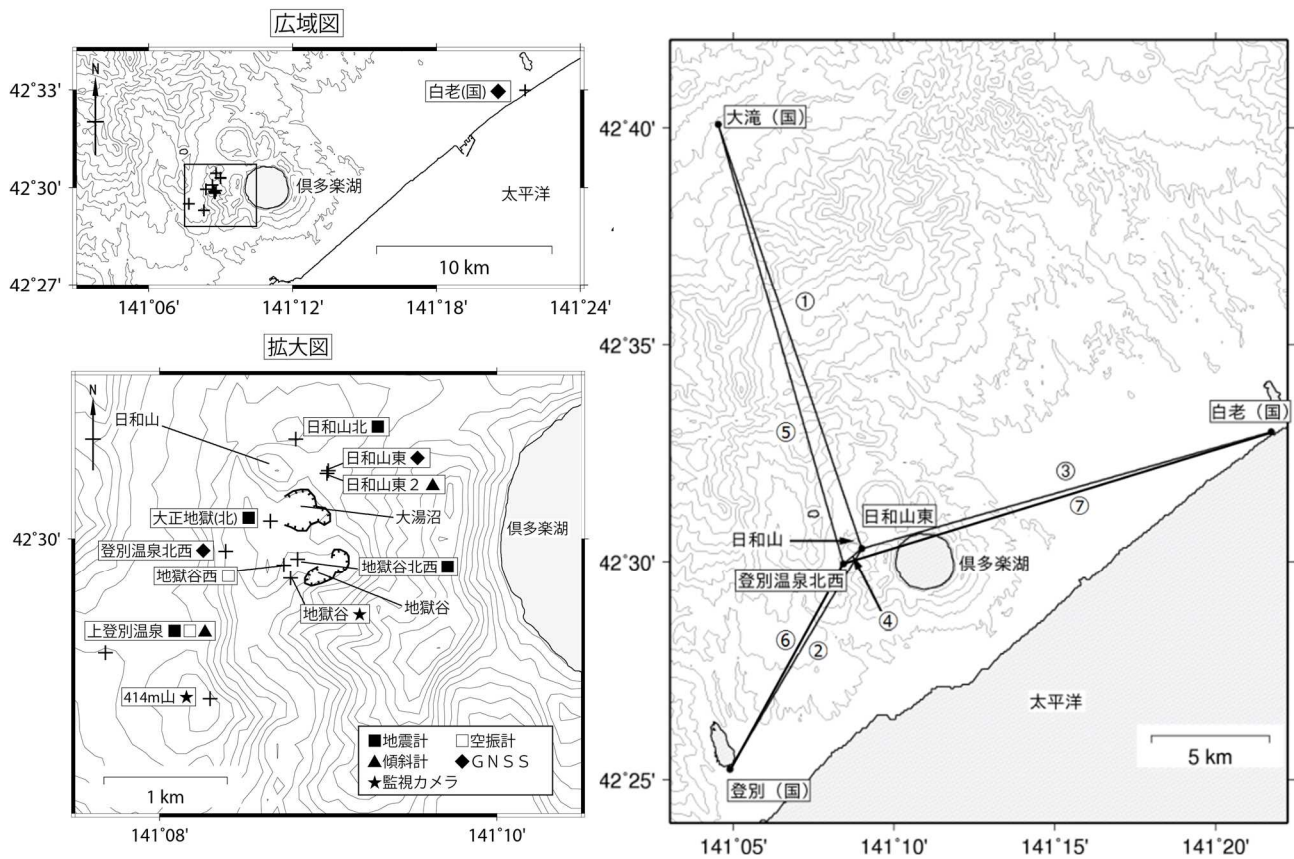 広域図
N
42°33'
42°30'
42°27'
白老(国)◆
倶多楽湖
太平洋
10 km
141°06'
141°12'
141°18'
141°24'
拡大図
N
日和山
日和山北■
日和山東◆
日和山東２▲
大正地獄(北)■
大湯沼
42°30'
登別温泉北西◆
倶多楽湖
地獄谷西□
地獄谷北西■
地獄谷★
地獄谷
上登別温泉■□▲
414m山★
■地震計 □空振計
▲傾斜計 ◆ＧＮＳＳ
★監視カメラ
1 km
141°08'
141°10'
42°40'
大滝（国）
①
42°35'
⑤
白老（国）
③
⑦
日和山東
日和山
42°30'
登別温泉北西
倶多楽湖
④
⑥
②
太平洋
5 km
42°25'
登別（国）
141°05'
141°10'
141°15'
141°20'